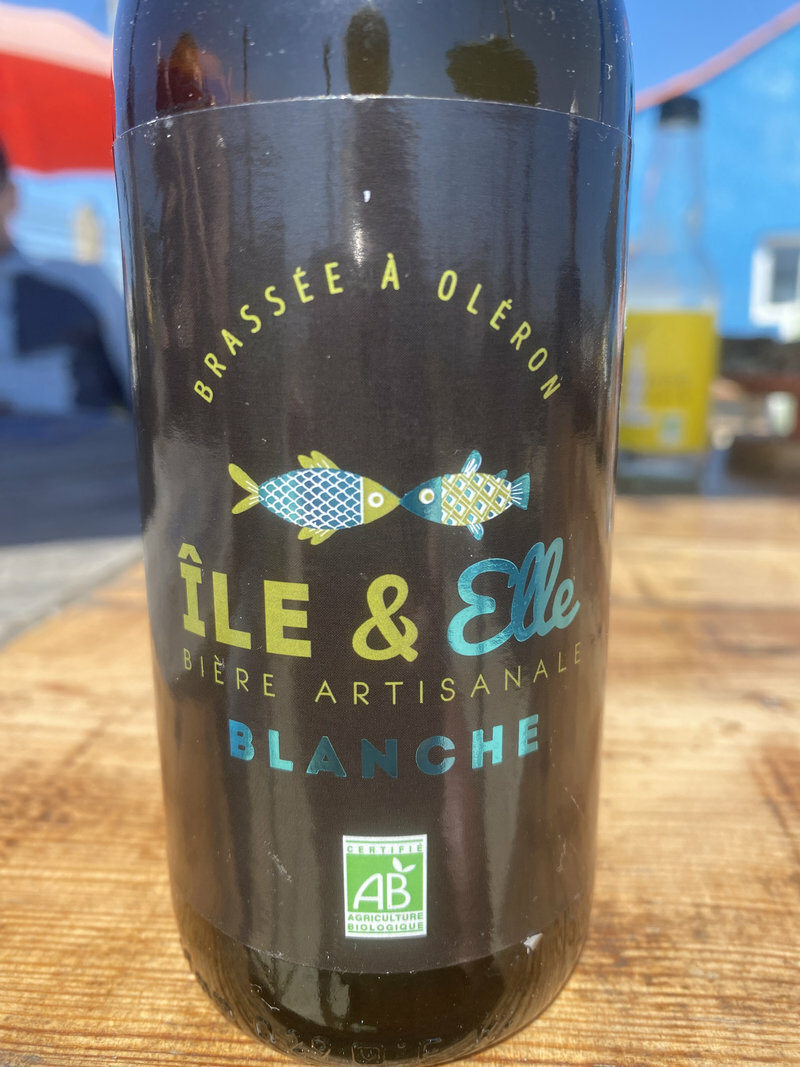 BRASSÉE À OLÉRON
ÎLE & Elle
BIÈRE ARTISANALE
BLANCHE
CERTIFIÉ
AB
AGRICULTURE
BIOLOGIQUE